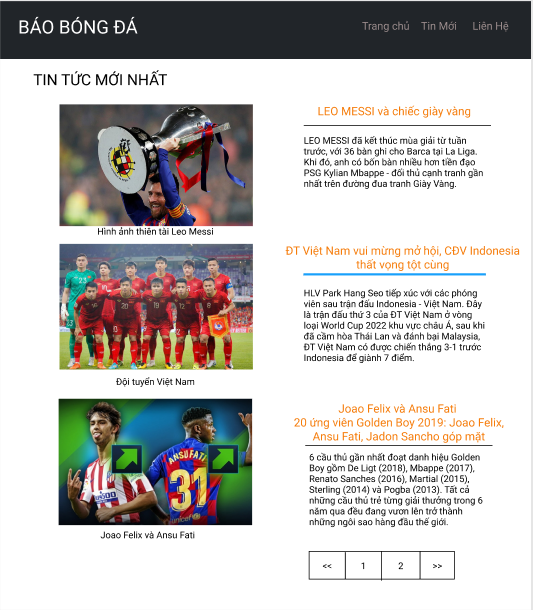 BÁO BÓNG ĐÁ
Trang chủ Tin Mới Liên Hệ
TIN TỨC MỚI NHẤT
LEO MESSI và chiếc giày vàng
LEO MESSI đã kết thúc mùa giải từ tuần
trước, với 36 bàn ghi cho Barca tại La Liga.
Khi đó, anh có bốn bàn nhiều hơn tiền đạo
PSG Kylian Mbappe - đối thủ cạnh tranh gần
nhất trên đường đua tranh Giày Vàng.
Hình ảnh thiên tài Leo Messi
ĐT Việt Nam vui mừng mở hội, CĐV Indonesia
thất vọng tột cùng
HLV Park Hang Seo tiếp xúc với các phóng
viên sau trận đấu Indonesia - Việt Nam. Đây
là trận đấu thứ 3 của ĐT Việt Nam ở vòng
loại World Cup 2022 khu vực châu Á, sau khi
đã cầm hòa Thái Lan và đánh bại Malaysia,
ĐT Việt Nam có được chiến thắng 3-1 trước
Indonesia để giành 7 điểm.
Đội tuyển Việt Nam
Joao Felix và Ansu Fati
20 ứng viên Golden Boy 2019: Joao Felix,
Ansu Fati, Jadon Sancho góp mặt
6 cầu thủ gần nhất đoạt danh hiệu Golden
Boy gồm De Ligt (2018), Mbappe (2017),
Renato Sanches (2016), Martial (2015),
Sterling (2014) và Pogba (2013). Tất cả
những cầu thủ trẻ từng giải thưởng trong 6
năm qua đều đang vươn lên trở thành
những ngôi sao hàng đầu thế giới.
ANSU FATI
31
unicef
Joao Felix và Ansu Fati
<< 1 2 >>